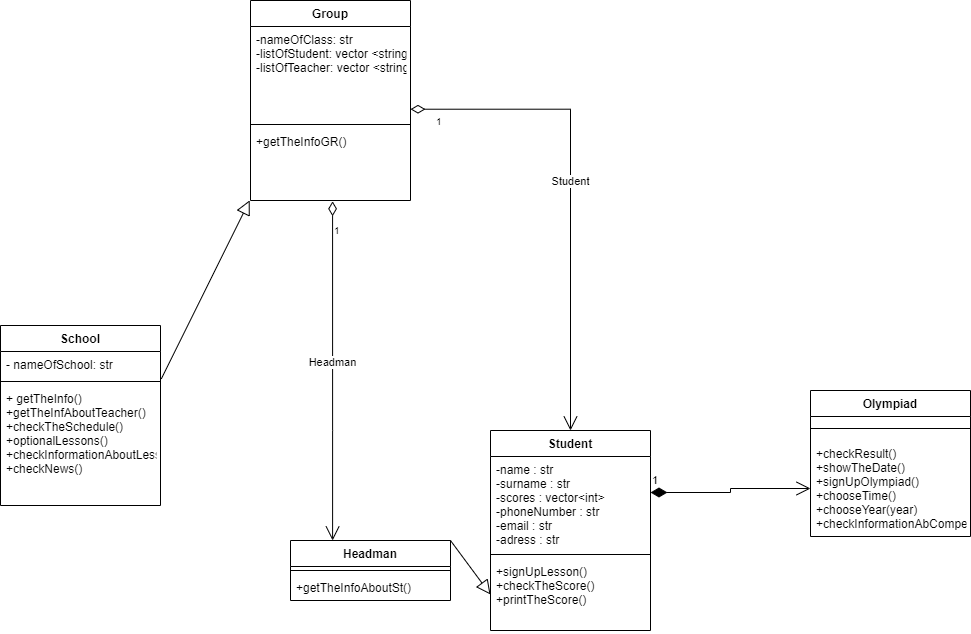 Group
-nameOfClass: str
-listOfStudent: vector <string
-listOfTeacher: vector <string
+getTheInfoGR()
1
1
Student
Headman
School
- nameOfSchool: str
+ getTheInfo()
+getTheInfAboutTeacher()
+checkTheSchedule()
+optionalLessons()
+checkInformationAboutLes
+checkNews()
Student
-name : str
-surname : str
-scores : vector<int>
-phoneNumber : str
-email : str
-adress : str
+signUpLesson()
+checkTheScore()
+printTheScore()
1
Olympiad
+checkResult()
+showTheDate()
+signUpOlympiad()
+chooseTime()
+chooseYear(year)
+checkInformationAbCompe
Headman
+getTheInfoAboutSt()